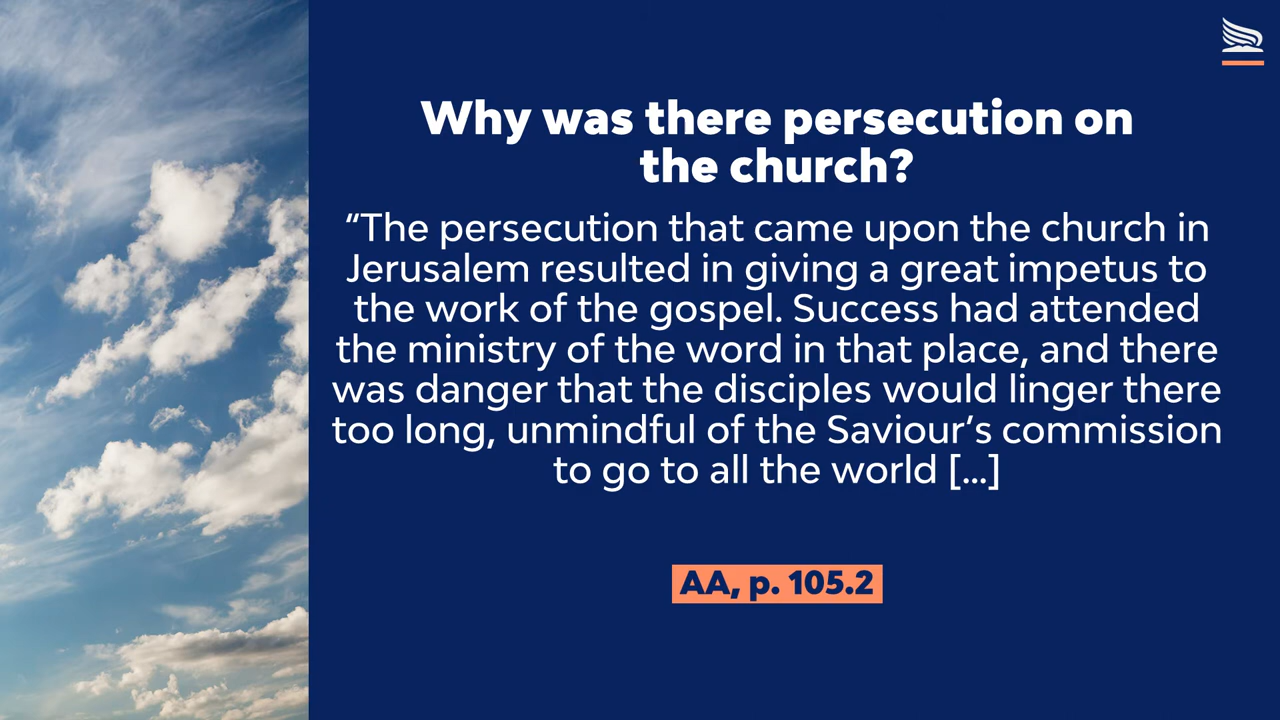 Why was there persecution on
the church?
“The persecution that came upon the church in
Jerusalem resulted in giving a great impetus to
the work of the gospel. Success had attended
the ministry of the word in that place, and there
was danger that the disciples would linger there
too long, unmindful of the Saviour’s commission
to go to all the world [...]
AA, p. 105.2